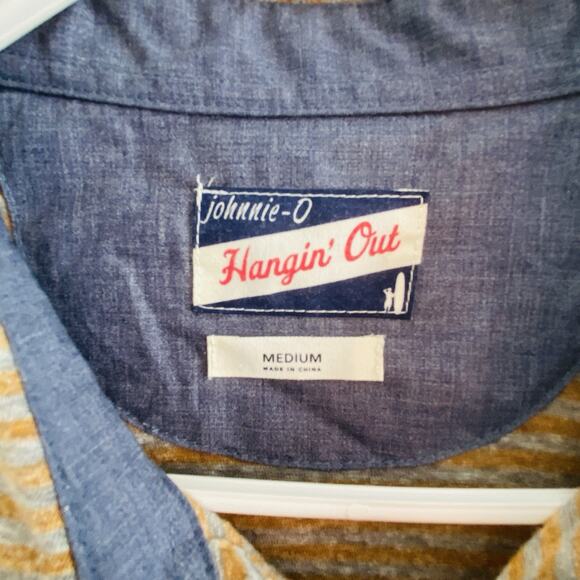 johnnie-O
Hangin' Out
MEDIUM
MADE IN CHINA